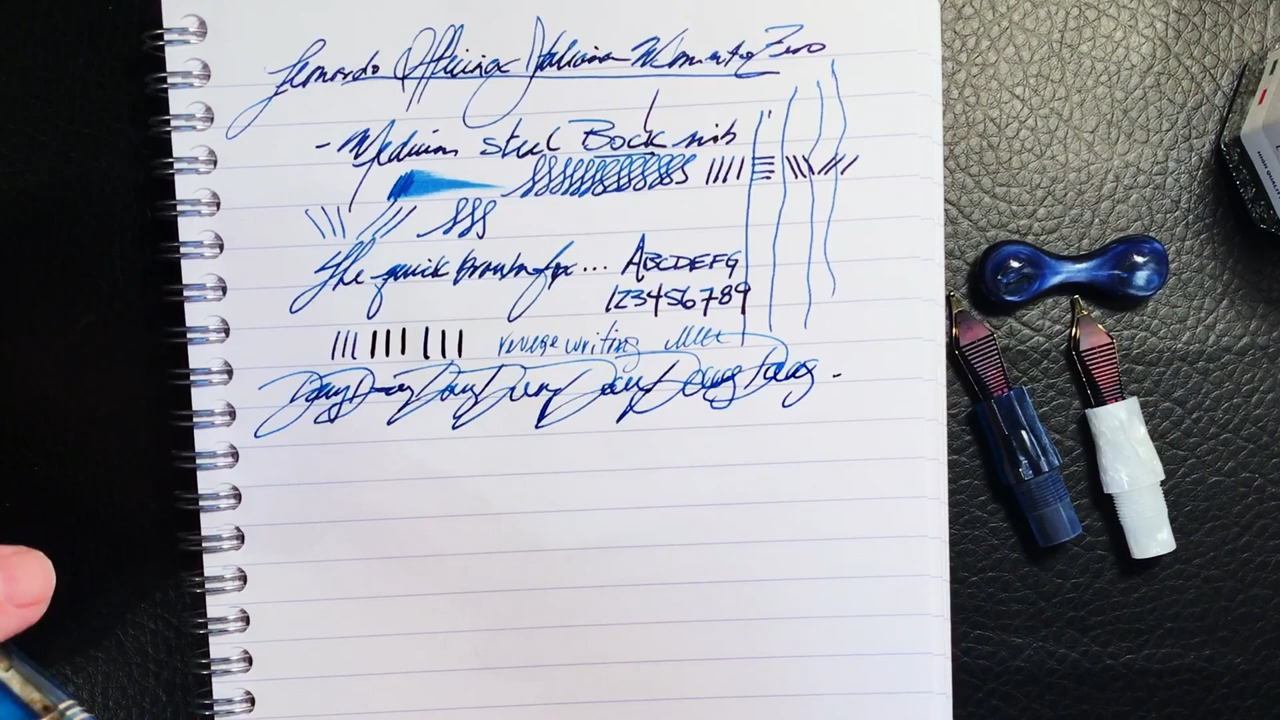 Leonardo Officina Italiana Momento Zero
- Medium steel Bock nib
The quick brown fox... ABCDEFG
123456789
reverse writing